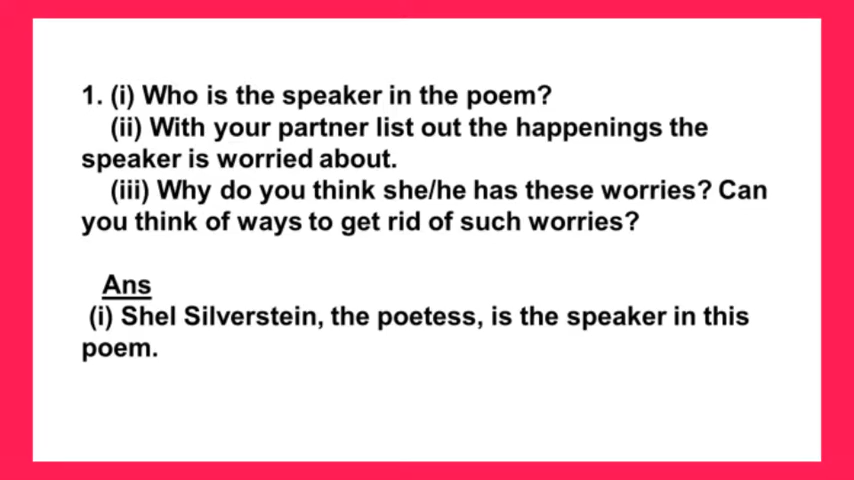 1. (i) Who is the speaker in the poem?
(ii) With your partner list out the happenings the
speaker is worried about.
(iii) Why do you think she/he has these worries? Can
you think of ways to get rid of such worries?
Ans
(i) Shel Silverstein, the poetess, is the speaker in this
poem.